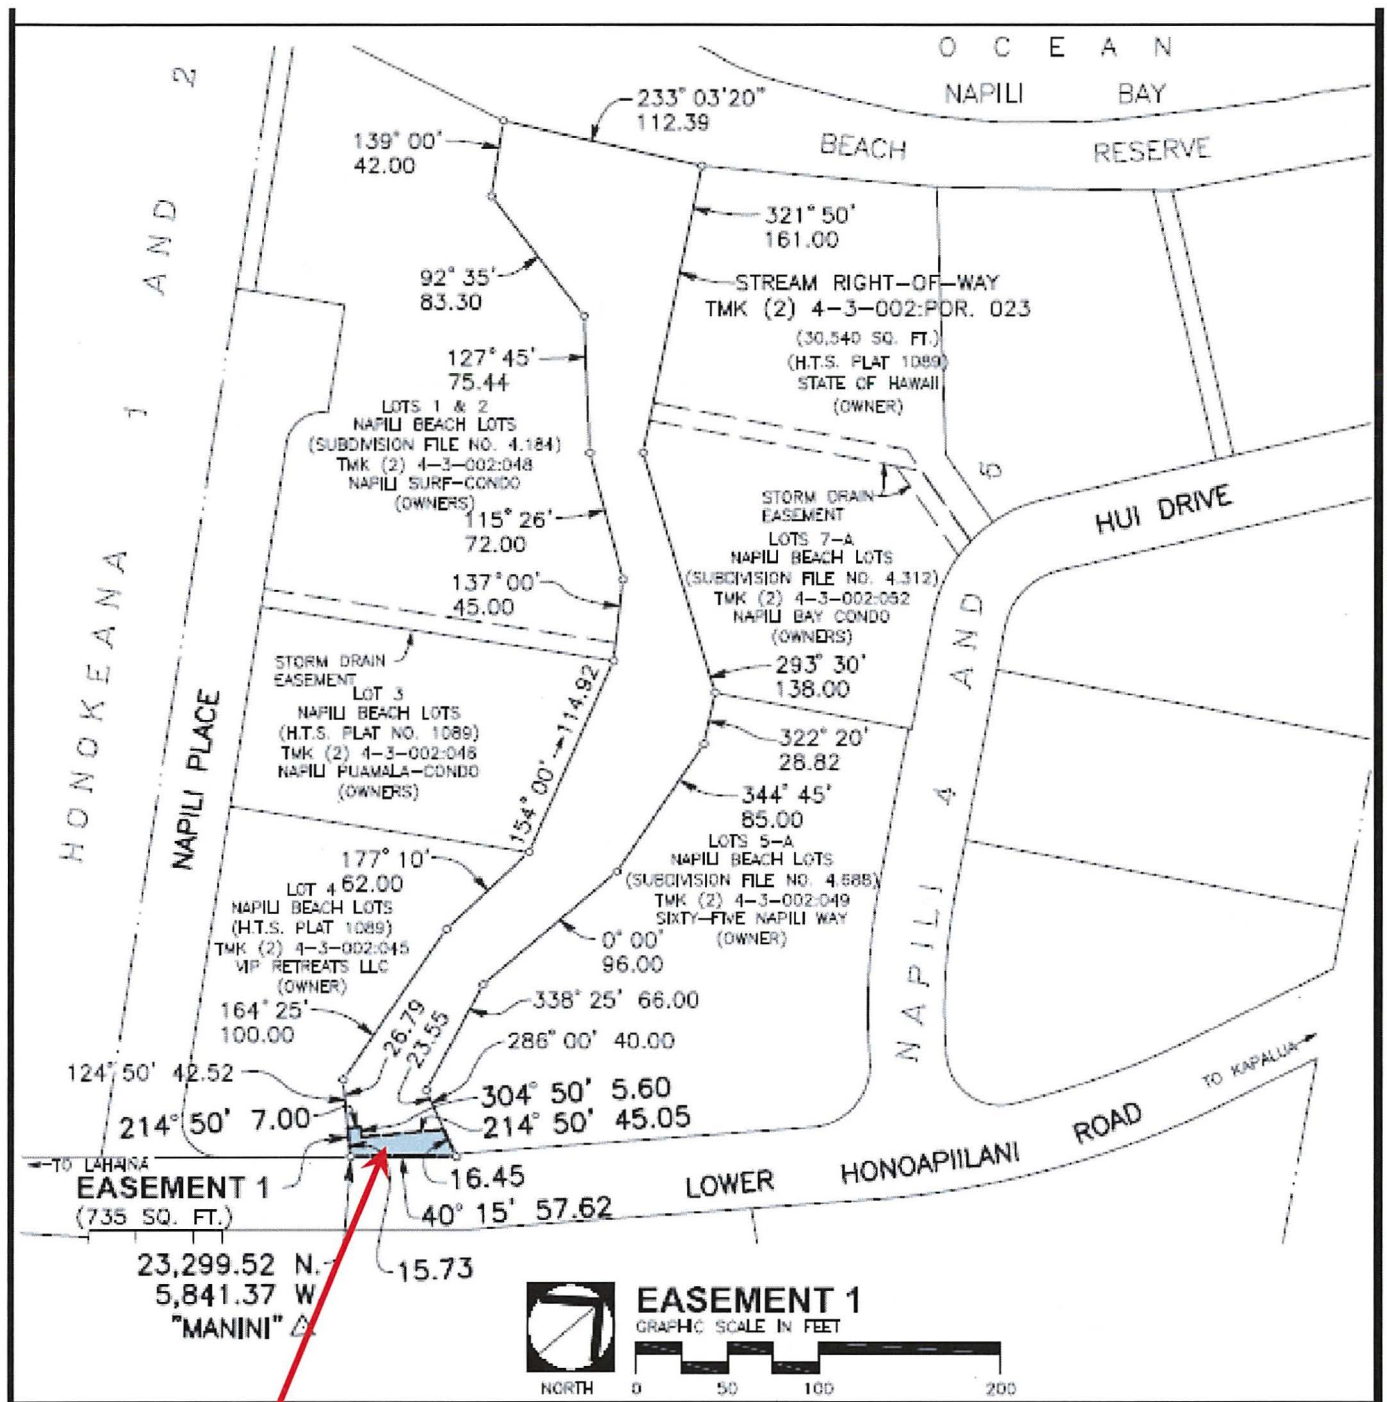 OCEAN
NAPILI BAY
BEACH RESERVE
233° 03'20"
112.39
139° 00'
42.00
321° 50'
161.00
92° 35'
83.30
STREAM RIGHT-OF-WAY
TMK (2) 4-3-002:POR. 023
(30,540 SQ. FT.)
(H.T.S. PLAT 1089)
STATE OF HAWAII
(OWNER)
127° 45'
75.44
LOTS 1 & 2
NAPILI BEACH LOTS
(SUBDIVISION FILE NO. 4.184)
TMK (2) 4-3-002:048
NAPILI SURF-CONDO
(OWNERS)
115° 26'
72.00
137° 00'
45.00
STORM DRAIN
EASEMENT
LOTS 7-A
NAPILI BEACH LOTS
(SUBDIVISION FILE NO. 4.312)
TMK (2) 4-3-002:052
NAPILI BAY CONDO
(OWNERS)
HUI DRIVE
HONOKEANA 1 AND 2
NAPILI PLACE
NAPILI 4 AND 5
STORM DRAIN
EASEMENT
LOT 3
NAPILI BEACH LOTS
(H.T.S. PLAT NO. 1089)
TMK (2) 4-3-002:046
NAPILI PUAMALA-CONDO
(OWNERS)
154° 00' 114.92
293° 30'
138.00
322° 20'
28.82
344° 45'
85.00
LOTS 5-A
NAPILI BEACH LOTS
(SUBDIVISION FILE NO. 4.688)
TMK (2) 4-3-002:049
SIXTY-FIVE NAPILI WAY
(OWNER)
177° 10'
62.00
LOT 4
NAPILI BEACH LOTS
(H.T.S. PLAT 1089)
TMK (2) 4-3-002:045
VIP RETREATS LLC
(OWNER)
0° 00'
96.00
164° 25'
100.00
26.79
23.55
338° 25' 66.00
286° 00' 40.00
124° 50' 42.52
304° 50' 5.60
214° 50' 7.00
214° 50' 45.05
TO KAPALUA
TO LAHAINA
EASEMENT 1
(735 SQ. FT.)
16.45
40° 15' 57.62
LOWER HONOAPIILANI ROAD
23,299.52 N.
5,841.37 W
"MANINI"
15.73
EASEMENT 1
GRAPHIC SCALE IN FEET
NORTH
0 50 100 200